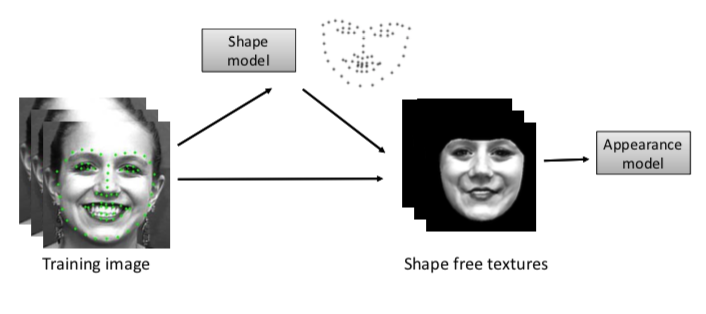 Shape
model
Appearance
model
Training image
Shape free textures